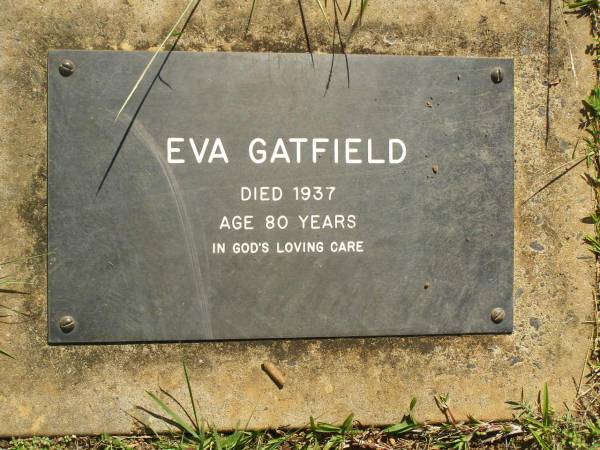 EVA GATFIELD
DIED 1937
AGE 80 YEARS
IN GOD'S LOVING CARE